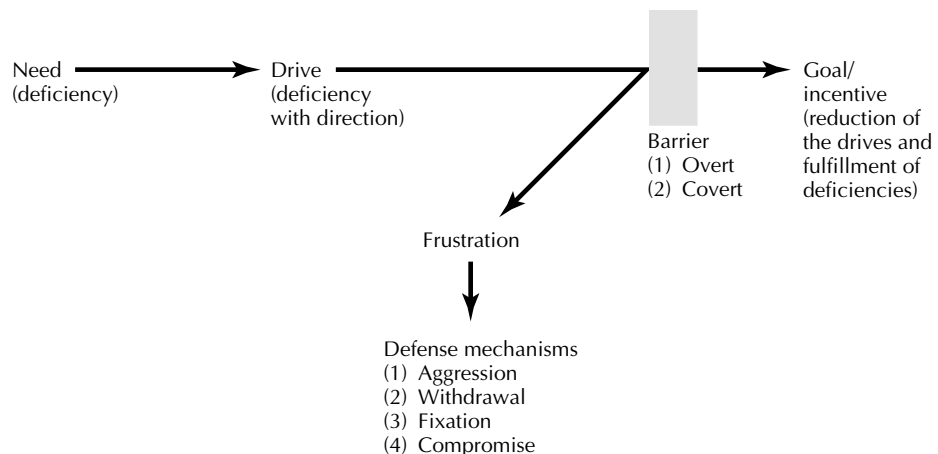 Need
(deficiency)
Drive
(deficiency
with direction)
Barrier
(1) Overt
(2) Covert
Goal/
incentive
(reduction of
the drives and
fulfillment of
deficiencies)
Frustration
Defense mechanisms
(1) Aggression
(2) Withdrawal
(3) Fixation
(4) Compromise